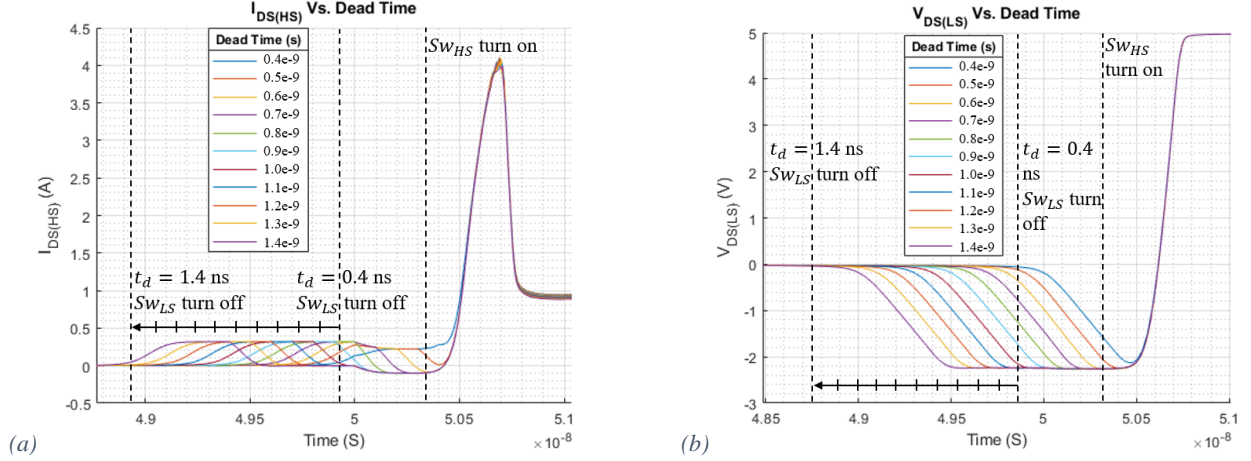 I_DS(HS) Vs. Dead Time
4.5
4
3.5
3
2.5
2
1.5
1
0.5
0
-0.5
I_DS(HS) (A)
Dead Time (s)
0.4e-9
0.5e-9
0.6e-9
0.7e-9
0.8e-9
0.9e-9
1.0e-9
1.1e-9
1.2e-9
1.3e-9
1.4e-9
Sw_HS turn on
t_d = 1.4 ns
Sw_LS turn off
t_d = 0.4 ns
Sw_LS turn off
4.9
4.95
5
5.05
5.1
Time (S)
×10^-8
(a)
V_DS(LS) Vs. Dead Time
5
4
3
2
1
0
-1
-2
-3
V_DS(LS) (V)
Dead Time (s)
0.4e-9
0.5e-9
0.6e-9
0.7e-9
0.8e-9
0.9e-9
1.0e-9
1.1e-9
1.2e-9
1.3e-9
1.4e-9
Sw_HS
turn on
t_d = 1.4 ns
Sw_LS turn off
t_d = 0.4
ns
Sw_LS turn
off
4.85
4.9
4.95
5
5.05
5.1
Time (S)
×10^-8
(b)